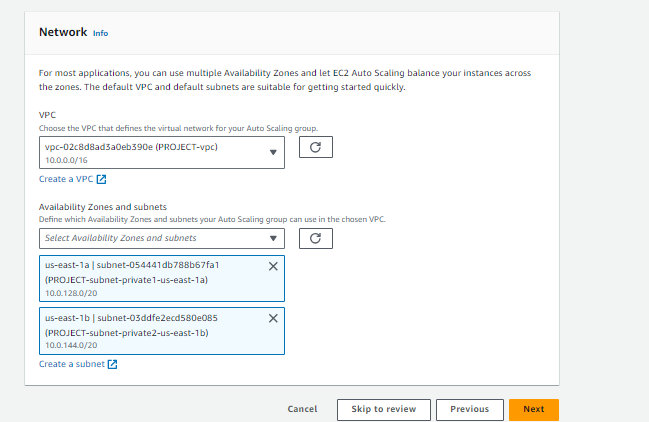 Network Info
For most applications, you can use multiple Availability Zones and let EC2 Auto Scaling balance your instances across
the zones. The default VPC and default subnets are suitable for getting started quickly.
VPC
Choose the VPC that defines the virtual network for your Auto Scaling group.
vpc-02c8d8ad3a0eb390e (PROJECT-vpc)
10.0.0.0/16
Create a VPC
Availability Zones and subnets
Define which Availability Zones and subnets your Auto Scaling group can use in the chosen VPC.
Select Availability Zones and subnets
us-east-1a | subnet-054441db788b67fa1
(PROJECT-subnet-private1-us-east-1a)
10.0.128.0/20
us-east-1b | subnet-03ddfe2ecd580e085
(PROJECT-subnet-private2-us-east-1b)
10.0.144.0/20
Create a subnet
Cancel
Skip to review
Previous
Next